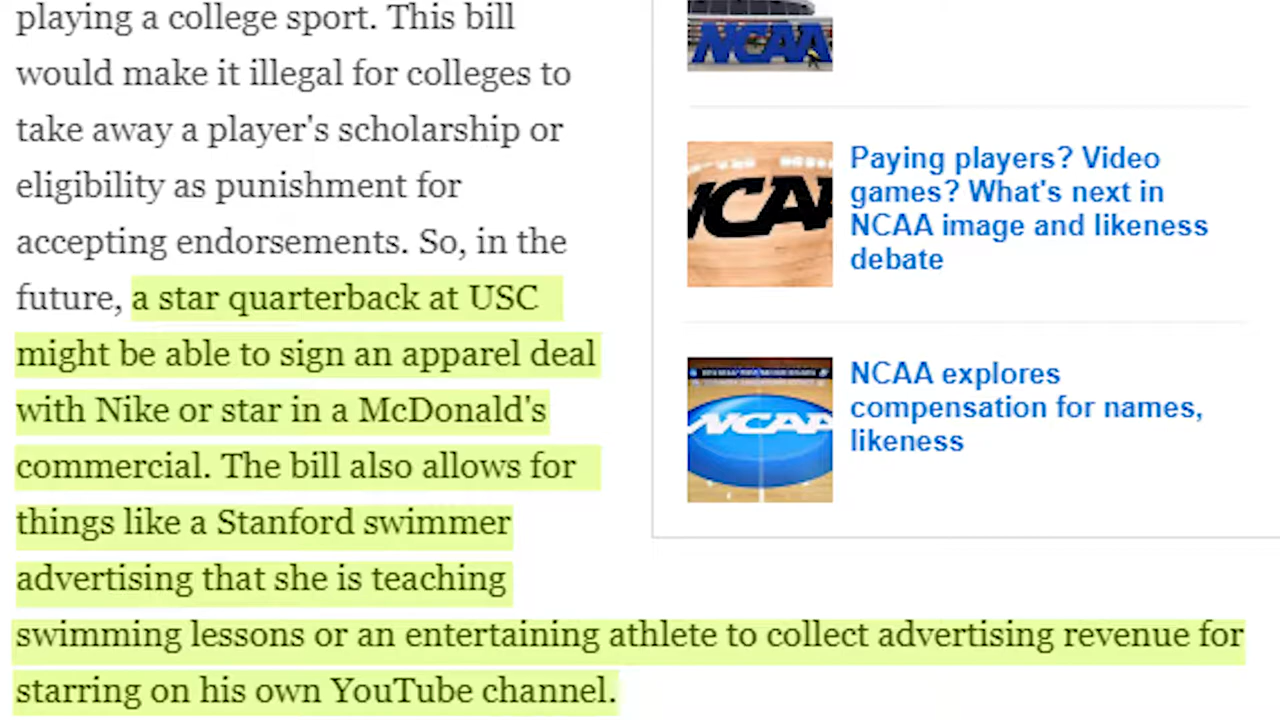 playing a college sport. This bill
would make it illegal for colleges to
take away a player's scholarship or
eligibility as punishment for
accepting endorsements. So, in the
future, a star quarterback at USC
might be able to sign an apparel deal
with Nike or star in a McDonald's
commercial. The bill also allows for
things like a Stanford swimmer
advertising that she is teaching
swimming lessons or an entertaining athlete to collect advertising revenue for
starring on his own YouTube channel.
NCAA
NCAA
Paying players? Video
games? What's next in
NCAA image and likeness
debate
NCAA
NCAA explores
compensation for names,
likeness